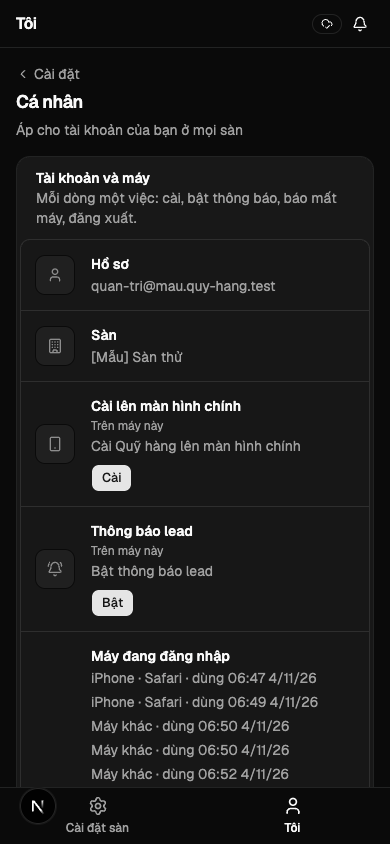 Tôi
Cài đặt
Cá nhân
Áp cho tài khoản của bạn ở mọi sàn
Tài khoản và máy
Mỗi dòng một việc: cài, bật thông báo, báo mất
máy, đăng xuất.
Hồ sơ
quan-tri@mau.quy-hang.test
Sàn
[Mẫu] Sàn thử
Cài lên màn hình chính
Trên máy này
Cài Quỹ hàng lên màn hình chính
Cài
Thông báo lead
Trên máy này
Bật thông báo lead
Bật
Máy đang đăng nhập
iPhone · Safari · dùng 06:47 4/11/26
iPhone · Safari · dùng 06:49 4/11/26
Máy khác · dùng 06:50 4/11/26
Máy khác · dùng 06:50 4/11/26
Máy khác · dùng 06:52 4/11/26
N
Cài đặt sàn
Tôi